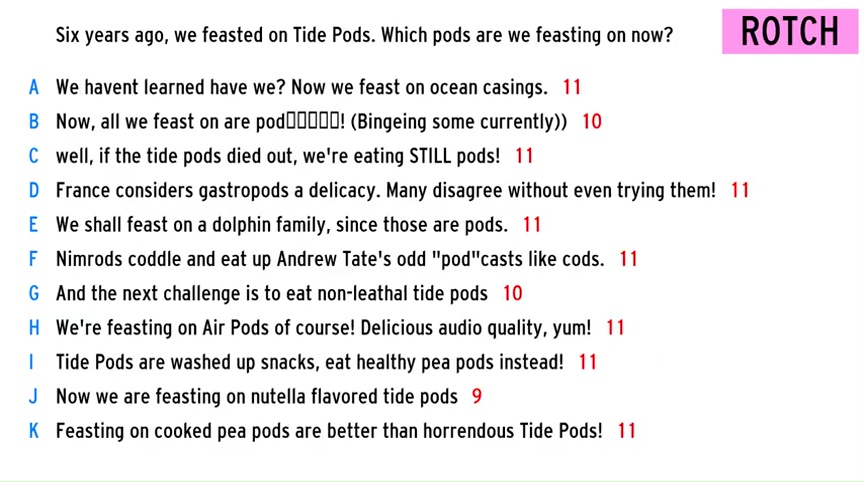 Six years ago, we feasted on Tide Pods. Which pods are we feasting on now?
ROTCH
A We havent learned have we? Now we feast on ocean casings. 11
B Now, all we feast on are pod▯▯▯▯▯! (Bingeing some currently)) 10
C well, if the tide pods died out, we're eating STILL pods! 11
D France considers gastropods a delicacy. Many disagree without even trying them! 11
E We shall feast on a dolphin family, since those are pods. 11
F Nimrods coddle and eat up Andrew Tate's odd "pod"casts like cods. 11
G And the next challenge is to eat non-leathal tide pods 10
H We're feasting on Air Pods of course! Delicious audio quality, yum! 11
I Tide Pods are washed up snacks, eat healthy pea pods instead! 11
J Now we are feasting on nutella flavored tide pods 9
K Feasting on cooked pea pods are better than horrendous Tide Pods! 11